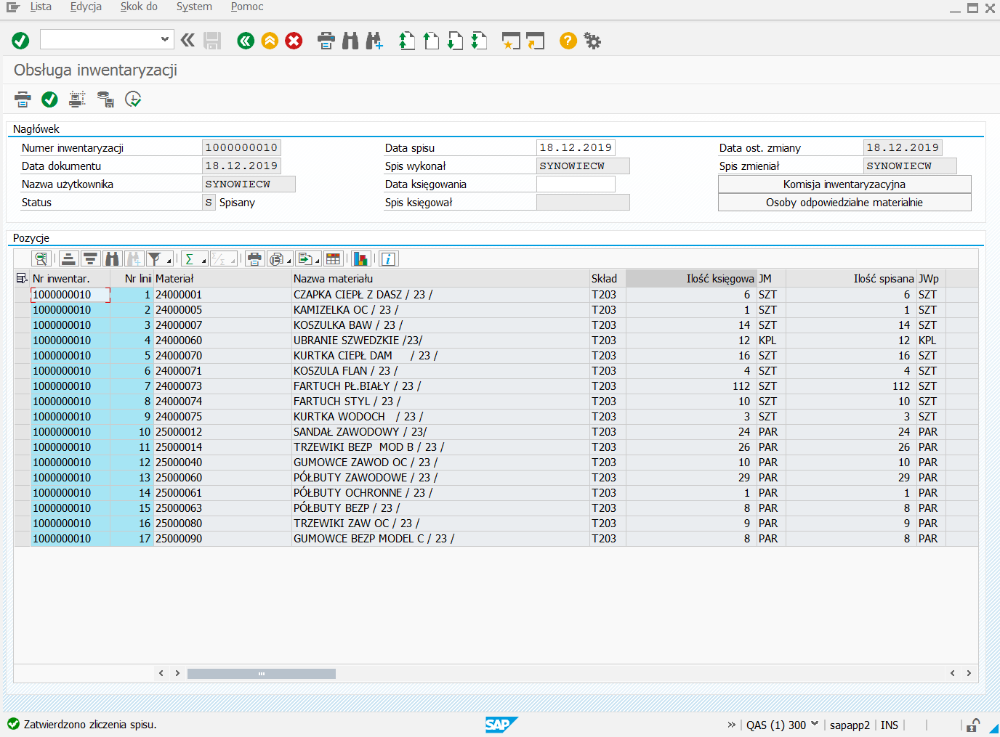 Lista Edycja Skok do System Pomoc
Obsługa inwentaryzacji
Nagłówek
Numer inwentaryzacji 1000000010 Data spisu 18.12.2019 Data ost. zmiany 18.12.2019
Data dokumentu 18.12.2019 Spis wykonał SYNOWIECW Spis zmieniał SYNOWIECW
Nazwa użytkownika SYNOWIECW Data księgowania Komisja inwentaryzacyjna
Status S Spisany Spis księgował Osoby odpowiedzialne materialnie
Pozycje
Nr inwentar. Nr linii Materiał Nazwa materiału Skład Ilość księgowa JM Ilość spisana JWp
1000000010 1 24000001 CZAPKA CIEPŁ Z DASZ / 23 / T203 6 SZT 6 SZT
1000000010 2 24000005 KAMIZELKA OC / 23 / T203 1 SZT 1 SZT
1000000010 3 24000007 KOSZULKA BAW / 23 / T203 14 SZT 14 SZT
1000000010 4 24000060 UBRANIE SZWEDZKIE /23/ T203 12 KPL 12 KPL
1000000010 5 24000070 KURTKA CIEPŁ DAM / 23 / T203 16 SZT 16 SZT
1000000010 6 24000071 KOSZULA FLAN / 23 / T203 4 SZT 4 SZT
1000000010 7 24000073 FARTUCH PŁ.BIAŁY / 23 / T203 112 SZT 112 SZT
1000000010 8 24000074 FARTUCH STYL / 23 / T203 10 SZT 10 SZT
1000000010 9 24000075 KURTKA WODOCH / 23 / T203 3 SZT 3 SZT
1000000010 10 25000012 SANDAŁ ZAWODOWY / 23/ T203 24 PAR 24 PAR
1000000010 11 25000014 TRZEWIKI BEZP MOD B / 23 / T203 26 PAR 26 PAR
1000000010 12 25000040 GUMOWCE ZAWOD OC / 23 / T203 10 PAR 10 PAR
1000000010 13 25000060 PÓŁBUTY ZAWODOWE / 23 / T203 29 PAR 29 PAR
1000000010 14 25000061 PÓŁBUTY OCHRONNE / 23 / T203 1 PAR 1 PAR
1000000010 15 25000063 PÓŁBUTY BEZP / 23 / T203 8 PAR 8 PAR
1000000010 16 25000080 TRZEWIKI ZAW OC / 23 / T203 9 PAR 9 PAR
1000000010 17 25000090 GUMOWCE BEZP MODEL C / 23 / T203 8 PAR 8 PAR
Zatwierdzono zliczenia spisu. SAP QAS (1) 300 sapapp2 INS